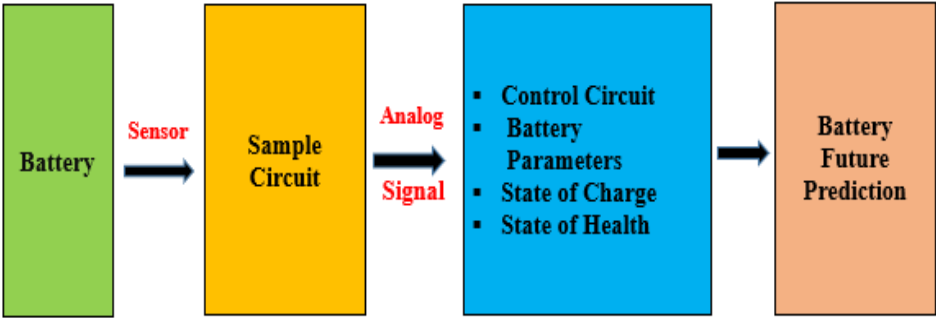 Battery
Sensor
Sample
Circuit
Analog
Signal
▪ Control Circuit
▪ Battery
Parameters
▪ State of Charge
▪ State of Health
Battery
Future
Prediction